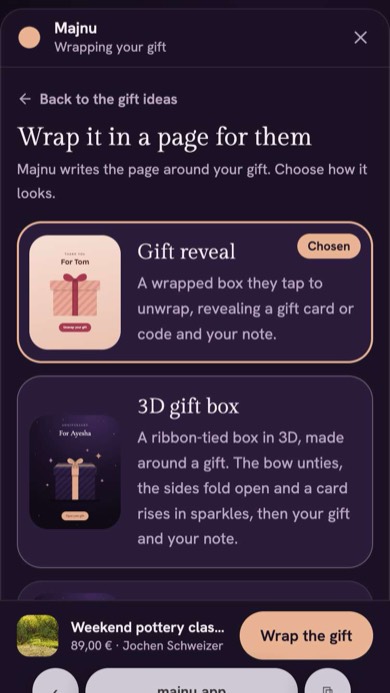 Majnu
Wrapping your gift
Back to the gift ideas
Wrap it in a page for them
Majnu writes the page around your gift. Choose how it
looks.
For Tom
Gift reveal
Chosen
A wrapped box they tap to
unwrap, revealing a gift card or
code and your note.
For Ayesha
3D gift box
A ribbon-tied box in 3D, made
around a gift. The bow unties,
the sides fold open and a card
rises in sparkles, then your gift
and your note.
Weekend pottery clas...
89,00 € · Jochen Schweizer
Wrap the gift
majnu.app